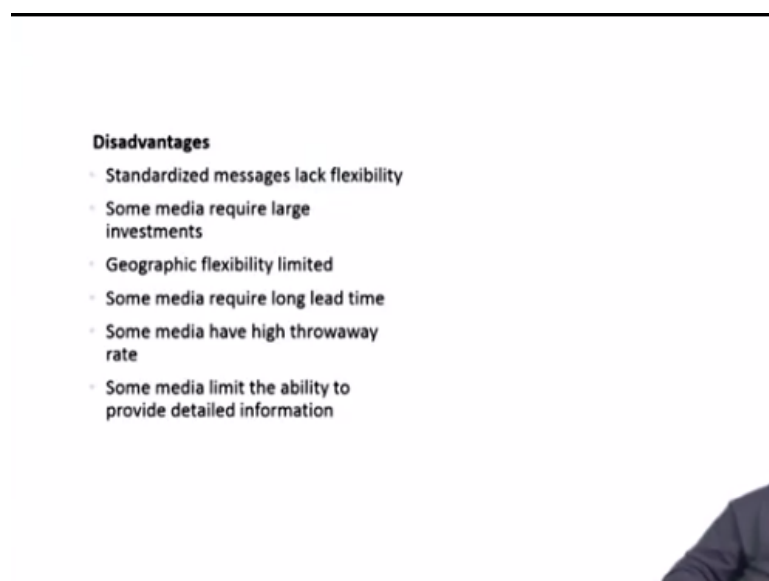 Disadvantages
Standardized messages lack flexibility
Some media require large
investments
Geographic flexibility limited
Some media require long lead time
Some media have high throwaway
rate
Some media limit the ability to
provide detailed information